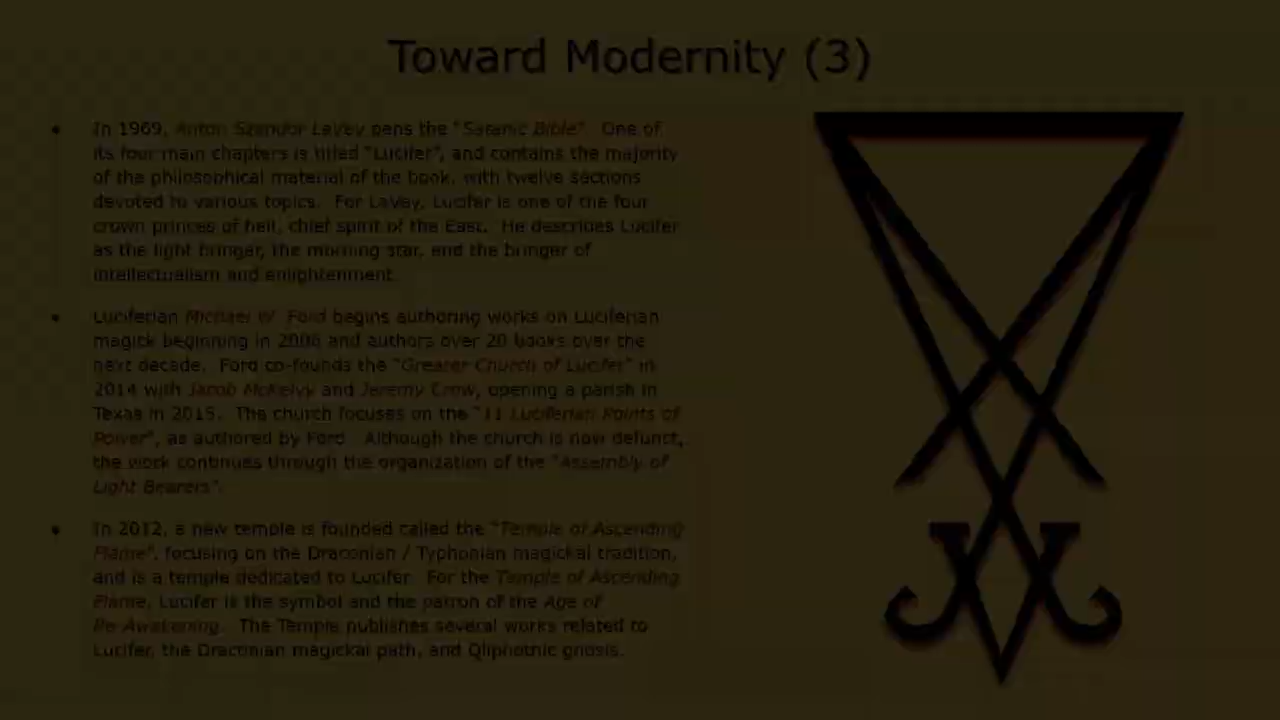 Toward Modernity (3)
• In 1969, Anton Szandor LaVey pens the "Satanic Bible". One of
its four main chapters is titled "Lucifer", and contains the majority
of the philosophical material of the book, with twelve sections
devoted to various topics. For LaVey, Lucifer is one of the four
crown princes of hell, chief spirit of the East. He describes Lucifer
as the light bringer, the morning star, and the bringer of
intellectualism and enlightenment.
• Luciferian Michael W. Ford begins authoring works on Luciferian
magick beginning in 2006 and authors over 20 books over the
next decade. Ford co-founds the "Greater Church of Lucifer" in
2014 with Jacob McKelvy and Jeremy Crow, opening a parish in
Texas in 2015. The church focuses on the "11 Luciferian Points of
Power", as authored by Ford. Although the church is now defunct,
the work continues through the organization of the "Assembly of
Light Bearers".
• In 2012, a new temple is founded called the "Temple of Ascending
Flame", focusing on the Draconian / Typhonian magickal tradition,
and is a temple dedicated to Lucifer. For the Temple of Ascending
Flame, Lucifer is the symbol and the patron of the Age of
Re-Awakening. The Temple publishes several works related to
Lucifer, the Draconian magickal path, and Qliphothic gnosis.